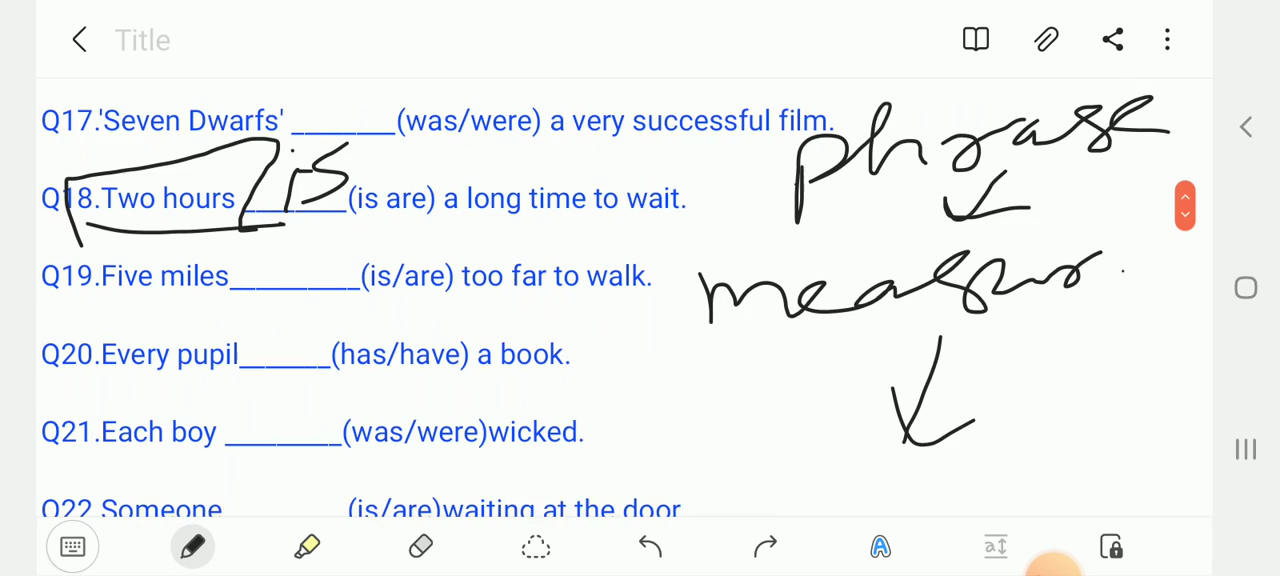 Title
Q17.'Seven Dwarfs' _______(was/were) a very successful film.
phrase
is
Q18.Two hours _______(is are) a long time to wait.
Q19.Five miles_________(is/are) too far to walk.
Q20.Every pupil______(has/have) a book.
Q21.Each boy ________(was/were)wicked.
Q22.Someone ________(is/are)waiting at the door